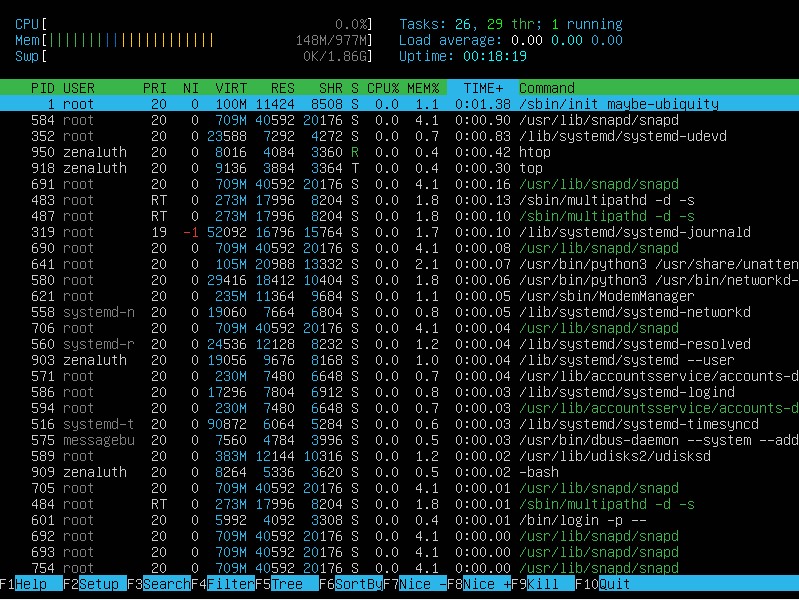 CPU[ 0.0%] Tasks: 26, 29 thr; 1 running
Mem[||||||||||||||||||||||| 148M/977M] Load average: 0.00 0.00 0.00
Swp[ 0K/1.86G] Uptime: 00:18:19
PID USER PRI NI VIRT RES SHR S CPU% MEM% TIME+ Command
1 root 20 0 100M 11424 8508 S 0.0 1.1 0:01.38 /sbin/init maybe-ubiquity
584 root 20 0 709M 40592 20176 S 0.0 4.1 0:00.90 /usr/lib/snapd/snapd
352 root 20 0 23588 7292 4272 S 0.0 0.7 0:00.83 /lib/systemd/systemd-udevd
950 zenaluth 20 0 8016 4084 3360 R 0.0 0.4 0:00.42 htop
918 zenaluth 20 0 9136 3884 3364 T 0.0 0.4 0:00.30 top
691 root 20 0 709M 40592 20176 S 0.0 4.1 0:00.16 /usr/lib/snapd/snapd
483 root RT 0 273M 17996 8204 S 0.0 1.8 0:00.13 /sbin/multipathd -d -s
487 root RT 0 273M 17996 8204 S 0.0 1.8 0:00.10 /sbin/multipathd -d -s
319 root 19 -1 52092 16796 15764 S 0.0 1.7 0:00.10 /lib/systemd/systemd-journald
690 root 20 0 709M 40592 20176 S 0.0 4.1 0:00.08 /usr/lib/snapd/snapd
641 root 20 0 105M 20988 13332 S 0.0 2.1 0:00.07 /usr/bin/python3 /usr/share/unatten
580 root 20 0 29416 18412 10404 S 0.0 1.8 0:00.06 /usr/bin/python3 /usr/bin/networkd-
621 root 20 0 235M 11364 9684 S 0.0 1.1 0:00.05 /usr/sbin/ModemManager
558 systemd-n 20 0 19060 7664 6804 S 0.0 0.8 0:00.05 /lib/systemd/systemd-networkd
706 root 20 0 709M 40592 20176 S 0.0 4.1 0:00.04 /usr/lib/snapd/snapd
560 systemd-r 20 0 24536 12128 8232 S 0.0 1.2 0:00.04 /lib/systemd/systemd-resolved
903 zenaluth 20 0 19056 9676 8168 S 0.0 1.0 0:00.04 /lib/systemd/systemd --user
571 root 20 0 230M 7480 6648 S 0.0 0.7 0:00.04 /usr/lib/accountsservice/accounts-d
586 root 20 0 17296 7804 6912 S 0.0 0.8 0:00.03 /lib/systemd/systemd-logind
594 root 20 0 230M 7480 6648 S 0.0 0.7 0:00.03 /usr/lib/accountsservice/accounts-d
516 systemd-t 20 0 90872 6064 5284 S 0.0 0.6 0:00.03 /lib/systemd/systemd-timesyncd
575 messagebu 20 0 7560 4784 3996 S 0.0 0.5 0:00.03 /usr/bin/dbus-daemon --system --add
589 root 20 0 383M 12144 10316 S 0.0 1.2 0:00.02 /usr/lib/udisks2/udisksd
909 zenaluth 20 0 8264 5336 3620 S 0.0 0.5 0:00.02 -bash
705 root 20 0 709M 40592 20176 S 0.0 4.1 0:00.01 /usr/lib/snapd/snapd
484 root RT 0 273M 17996 8204 S 0.0 1.8 0:00.01 /sbin/multipathd -d -s
601 root 20 0 5992 4092 3308 S 0.0 0.4 0:00.01 /bin/login -p --
692 root 20 0 709M 40592 20176 S 0.0 4.1 0:00.00 /usr/lib/snapd/snapd
693 root 20 0 709M 40592 20176 S 0.0 4.1 0:00.00 /usr/lib/snapd/snapd
754 root 20 0 709M 40592 20176 S 0.0 4.1 0:00.00 /usr/lib/snapd/snapd
F1Help F2Setup F3SearchF4FilterF5Tree F6SortByF7Nice -F8Nice +F9Kill F10Quit